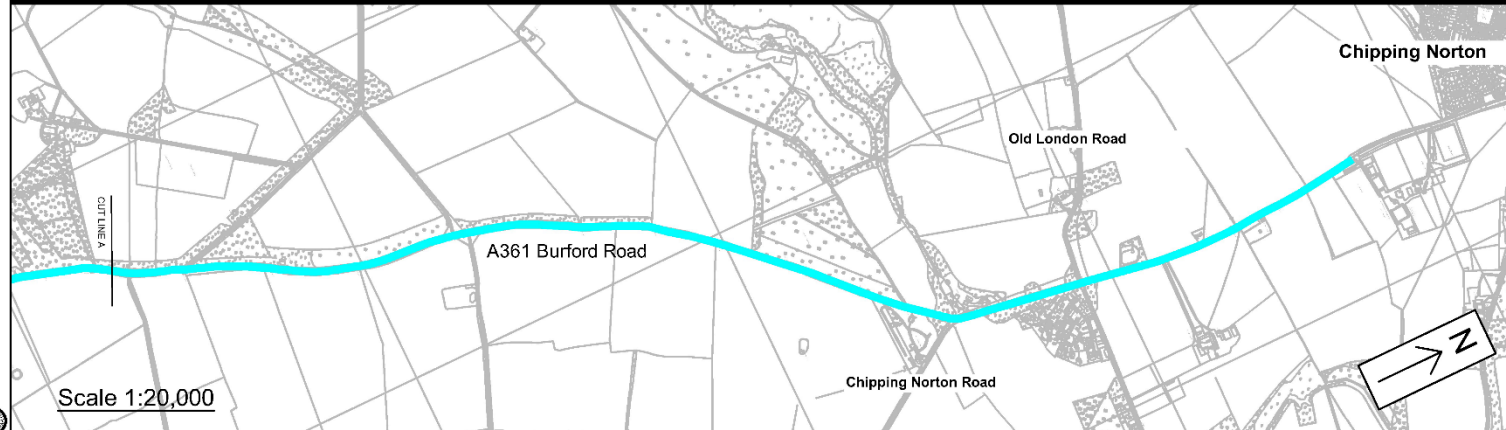 Chipping Norton
Old London Road
CUT LINE A
A361 Burford Road
Chipping Norton Road
Scale 1:20,000
N